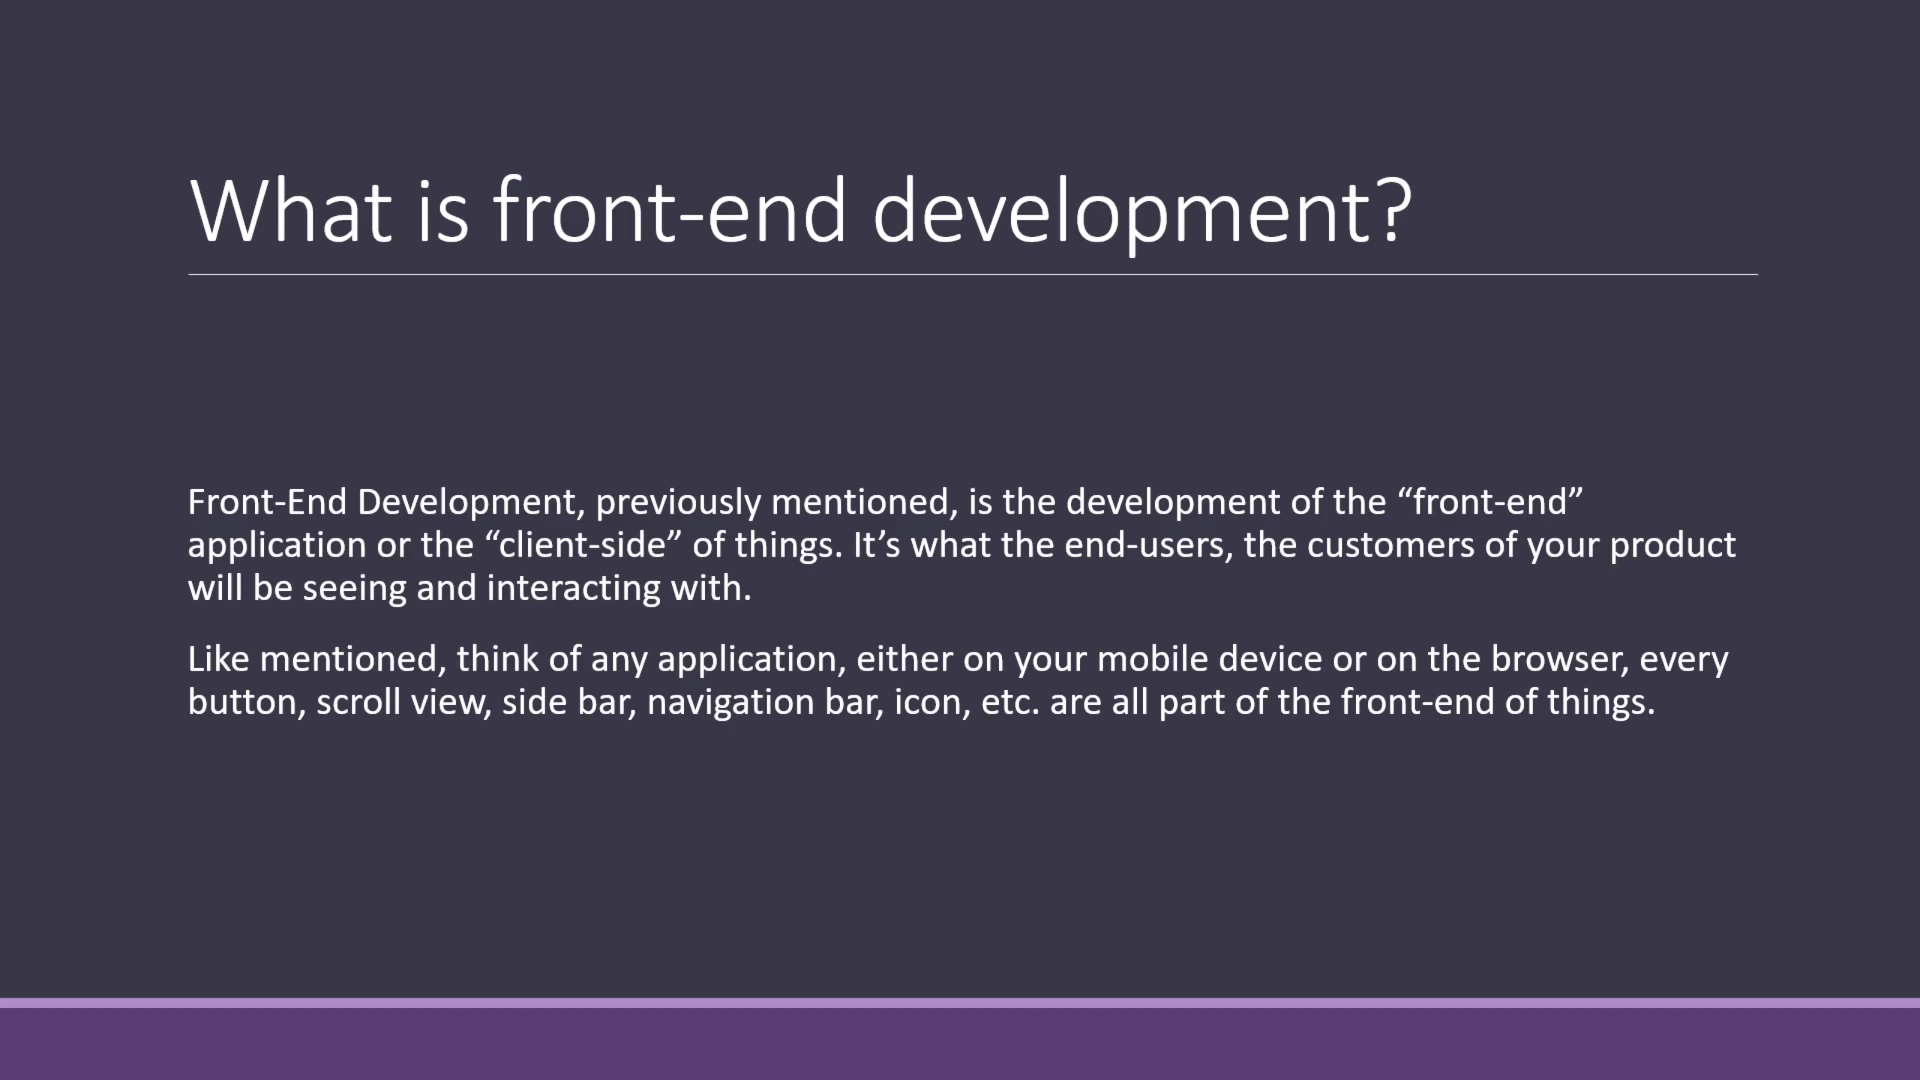 What is front-end development?
Front-End Development, previously mentioned, is the development of the “front-end”
application or the “client-side” of things. It’s what the end-users, the customers of your product
will be seeing and interacting with.
Like mentioned, think of any application, either on your mobile device or on the browser, every
button, scroll view, side bar, navigation bar, icon, etc. are all part of the front-end of things.